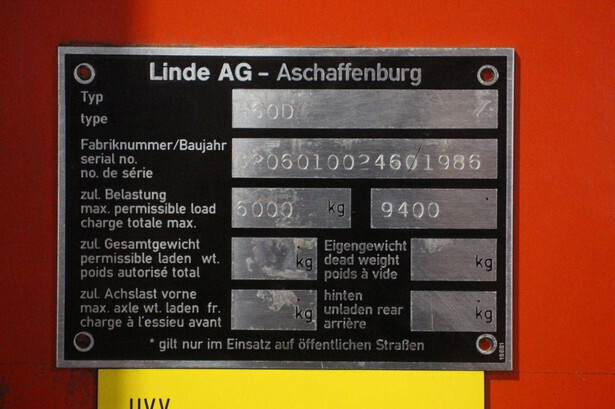 Linde AG – Aschaffenburg
Typ
type
Fabriknummer/Baujahr
serial no.
no. de série
zul. Belastung
max. permissible load
charge totale max.
6000 kg 9400
zul. Gesamtgewicht
permissible laden wt.
poids autorisé total
kg
Eigengewicht
dead weight
poids à vide
kg
zul. Achslast vorne
max. axle wt. laden fr.
charge à l'essieu avant
kg
hinten
unladen rear
arrière
kg
* gilt nur im Einsatz auf öffentlichen Straßen
UVV